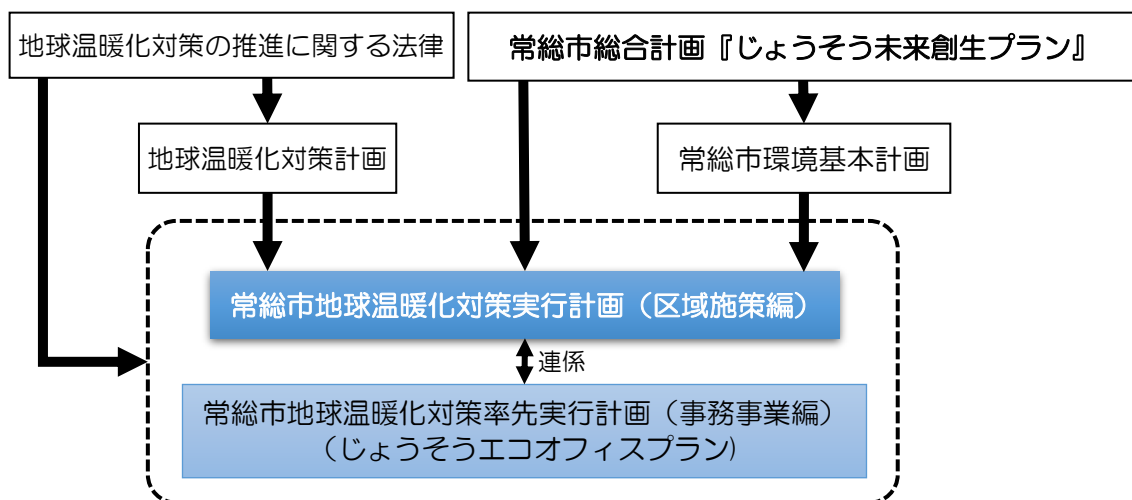 地球温暖化対策の推進に関する法律
常総市総合計画『じょうそう未来創生プラン』
地球温暖化対策計画
常総市環境基本計画
常総市地球温暖化対策実行計画（区域施策編）
連係
常総市地球温暖化対策率先実行計画（事務事業編）
（じょうそうエコオフィスプラン)